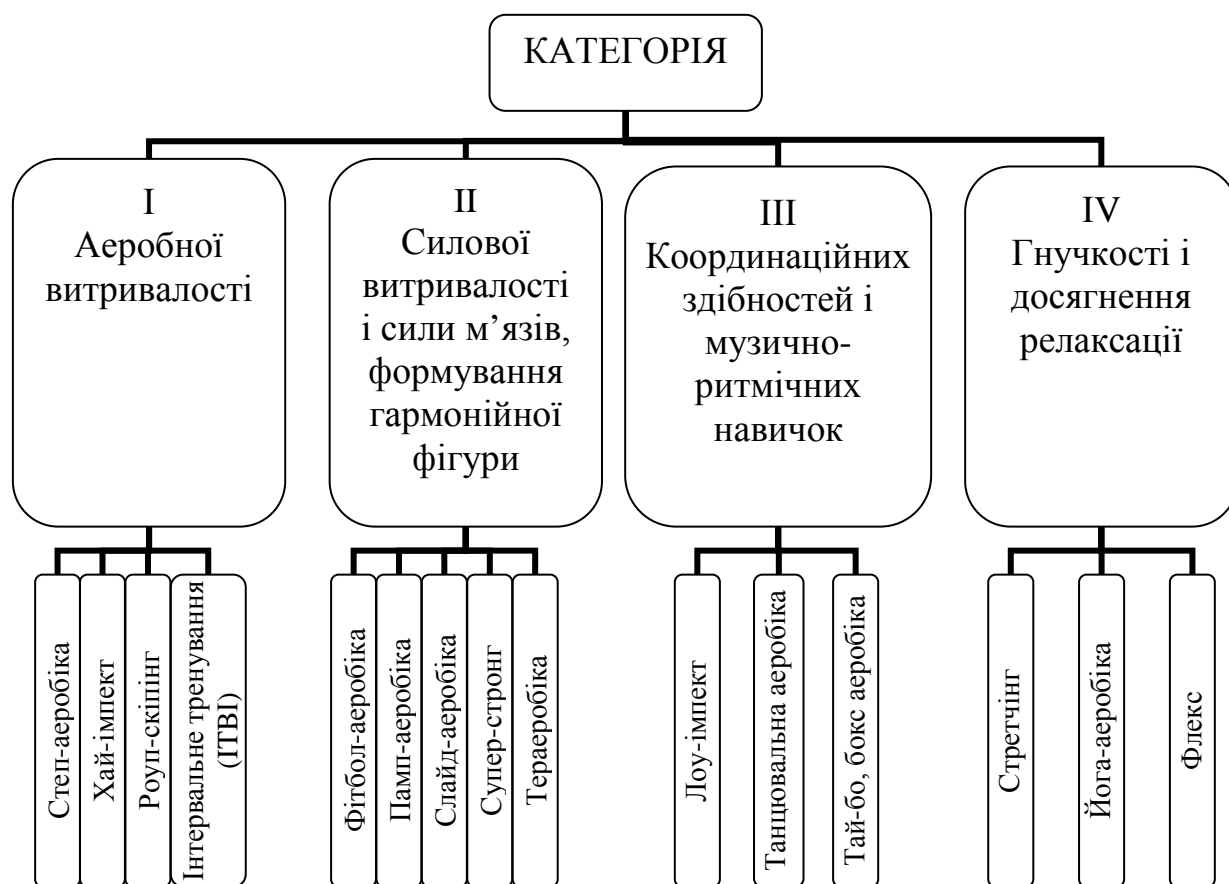 КАТЕГОРІЯ
I
Аеробної
витривалості
II
Силової
витривалості
і сили м’язів,
формування
гармонійної
фігури
III
Координаційних
здібностей і
музично-
ритмічних
навичок
IV
Гнучкості і
досягнення
релаксації
Степ-аеробіка
Хай-імпект
Роуп-скіпінг
Інтервальне тренування
(ІТВІ)
Фітбол-аеробіка
Памп-аеробіка
Слайд-аеробіка
Супер-стронг
Тераеробіка
Лоу-імпект
Танцювальна аеробіка
Тай-бо, бокс аеробіка
Стретчінг
Йога-аеробіка
Флекс